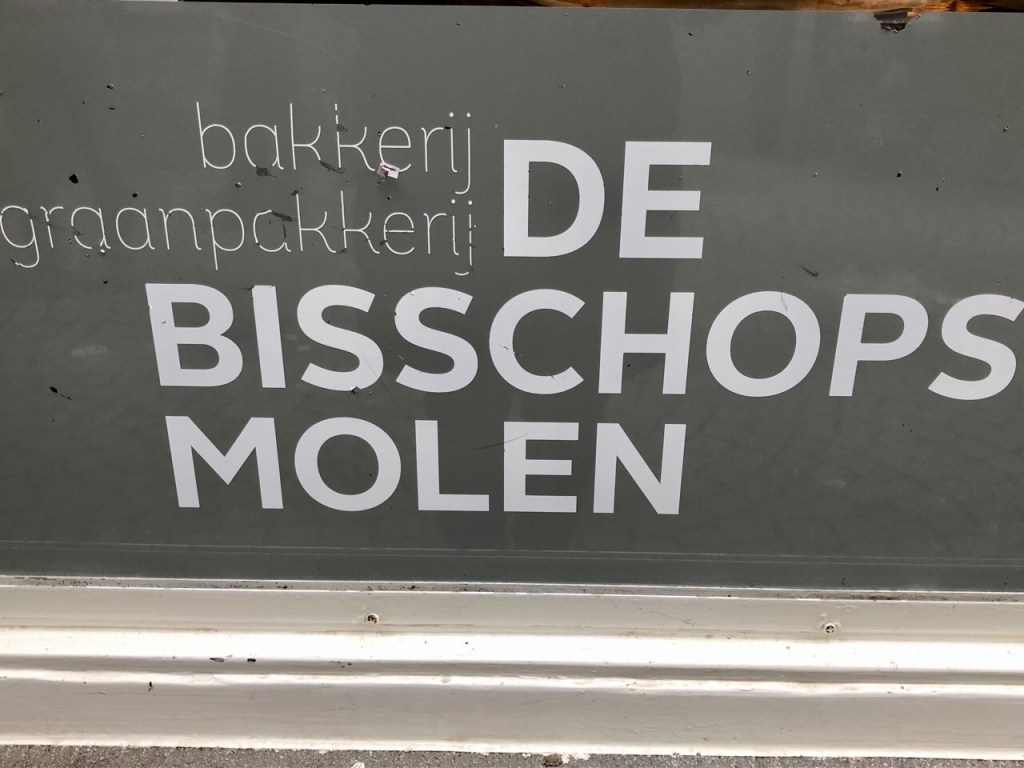 bakkerij
graanpakkerij DE
BISSCHOPS
MOLEN